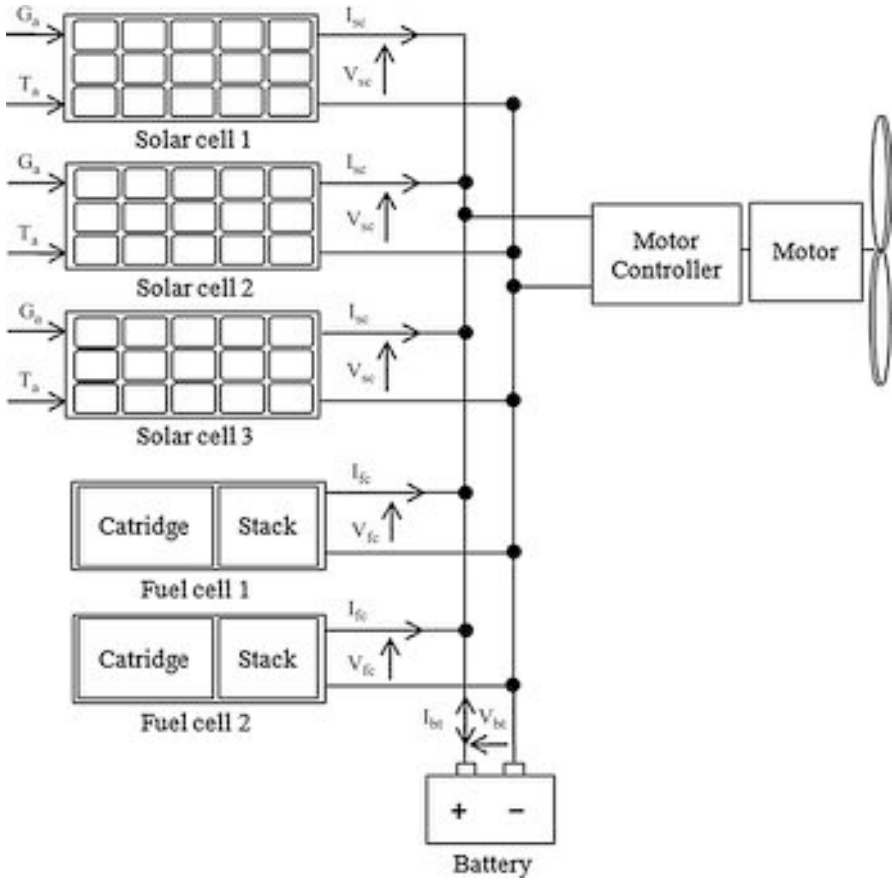 Ga
Isc
Vsc
Ta
Solar cell 1
Ga
Isc
Vsc
Ta
Solar cell 2
Motor
Controller
Motor
Ga
Isc
Vsc
Ta
Solar cell 3
Ifc
Catridge
Stack
Vfc
Fuel cell 1
Ifc
Catridge
Stack
Vfc
Fuel cell 2
Ibt
Vbt
+
−
Battery